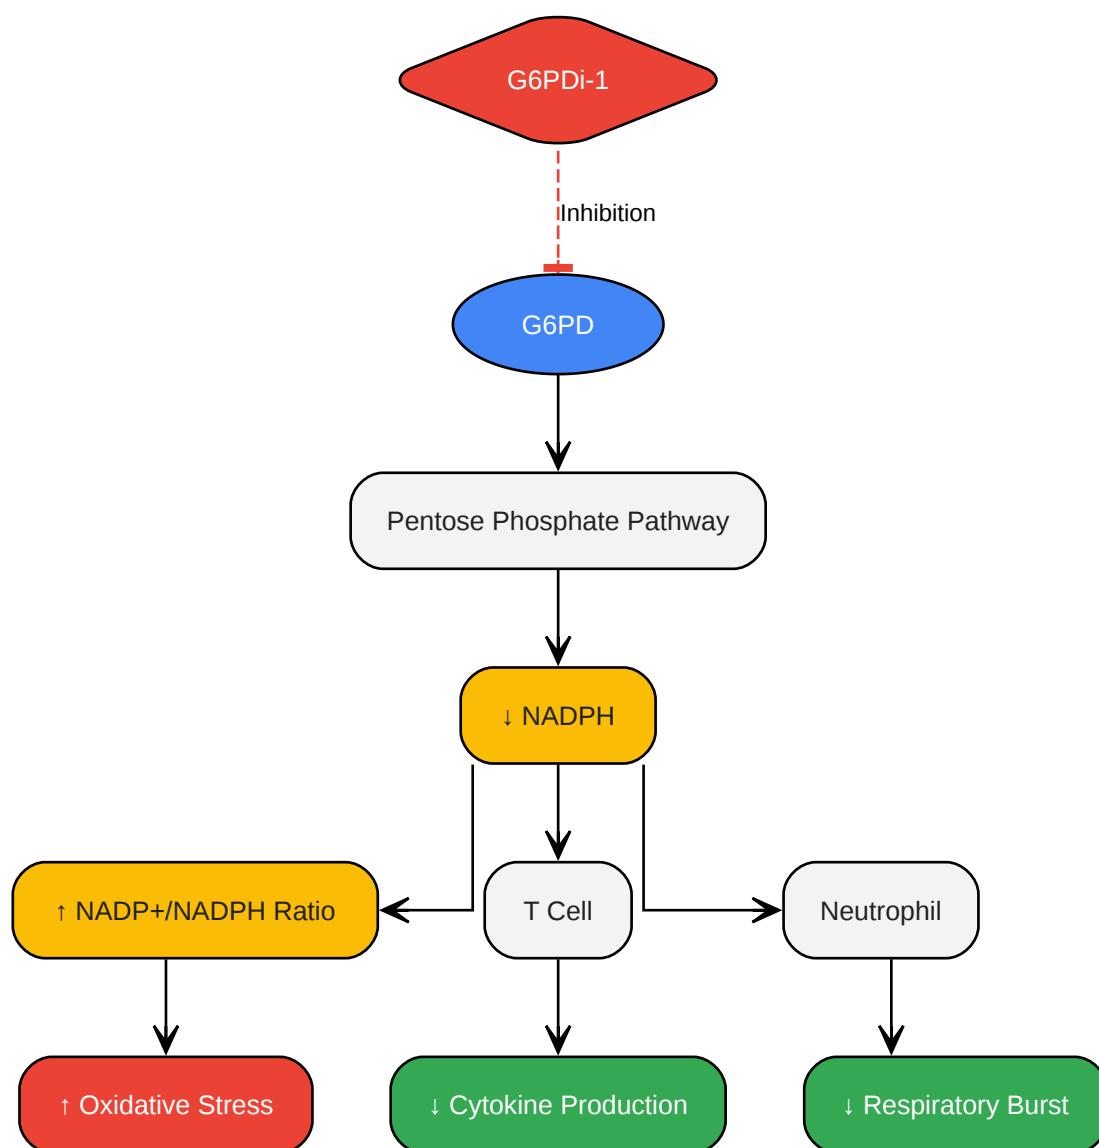 G6PDi-1
Inhibition
G6PD
Pentose Phosphate Pathway
↓ NADPH
↑ NADP+/NADPH Ratio
T Cell
Neutrophil
↑ Oxidative Stress
↓ Cytokine Production
↓ Respiratory Burst